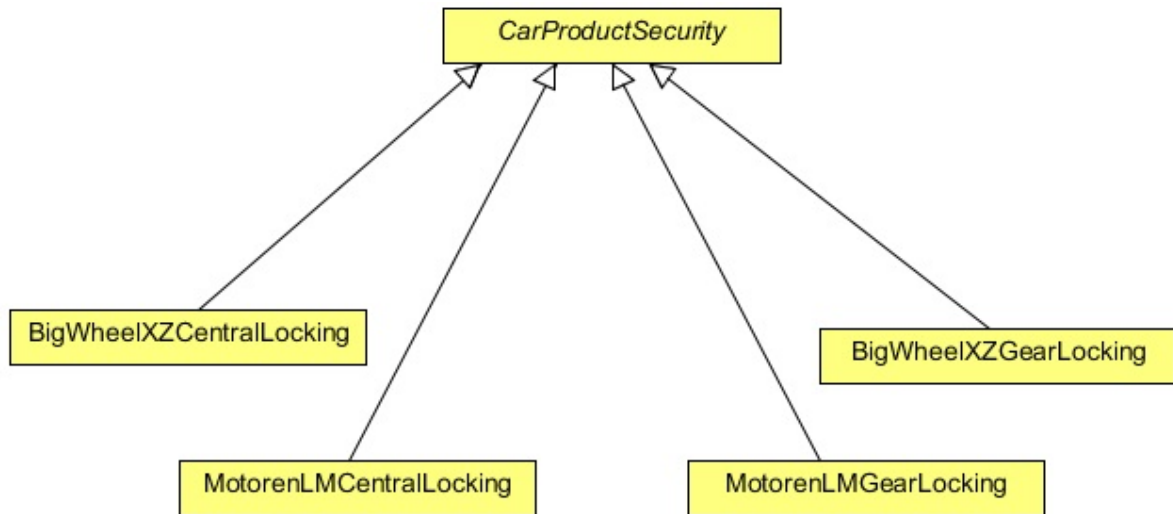 CarProductSecurity
BigWheelXZCentralLocking
BigWheelXZGearLocking
MotorenLMCentralLocking
MotorenLMGearLocking